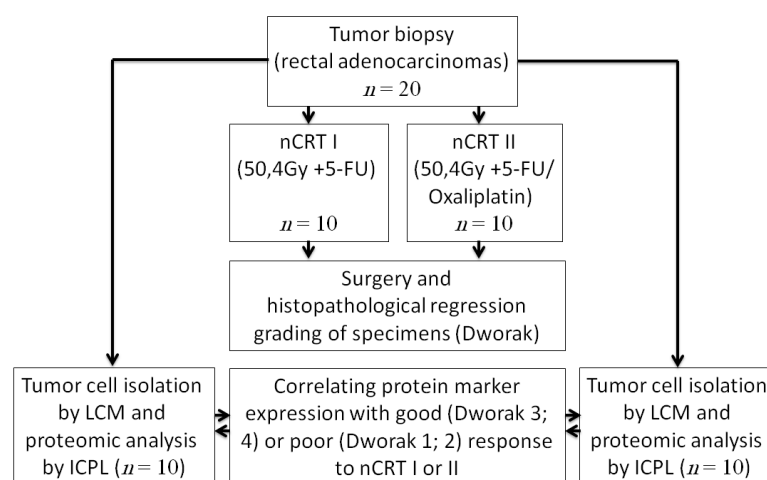 Tumor biopsy
(rectal adenocarcinomas)
n = 20
nCRT I
(50,4Gy +5-FU)
n = 10
nCRT II
(50,4Gy +5-FU/
Oxaliplatin)
n = 10
Surgery and
histopathological regression
grading of specimens (Dworak)
Tumor cell isolation
by LCM and
proteomic analysis
by ICPL (n = 10)
Correlating protein marker
expression with good (Dworak 3;
4) or poor (Dworak 1; 2) response
to nCRT I or II
Tumor cell isolation
by LCM and
proteomic analysis
by ICPL (n = 10)